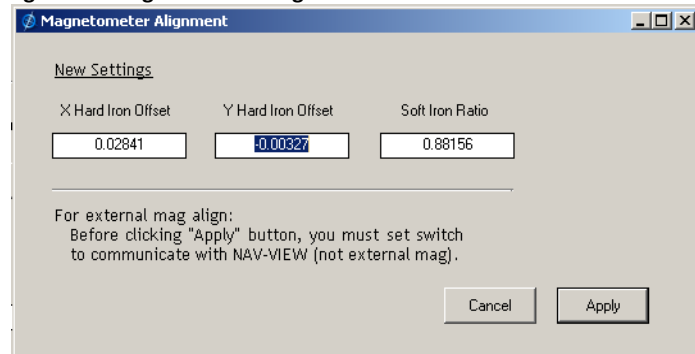 Magnetometer Alignment
New Settings
X Hard Iron Offset Y Hard Iron Offset Soft Iron Ratio
0.02841 -0.00327 0.88156
For external mag align:
Before clicking "Apply" button, you must set switch
to communicate with NAV-VIEW (not external mag).
Cancel Apply